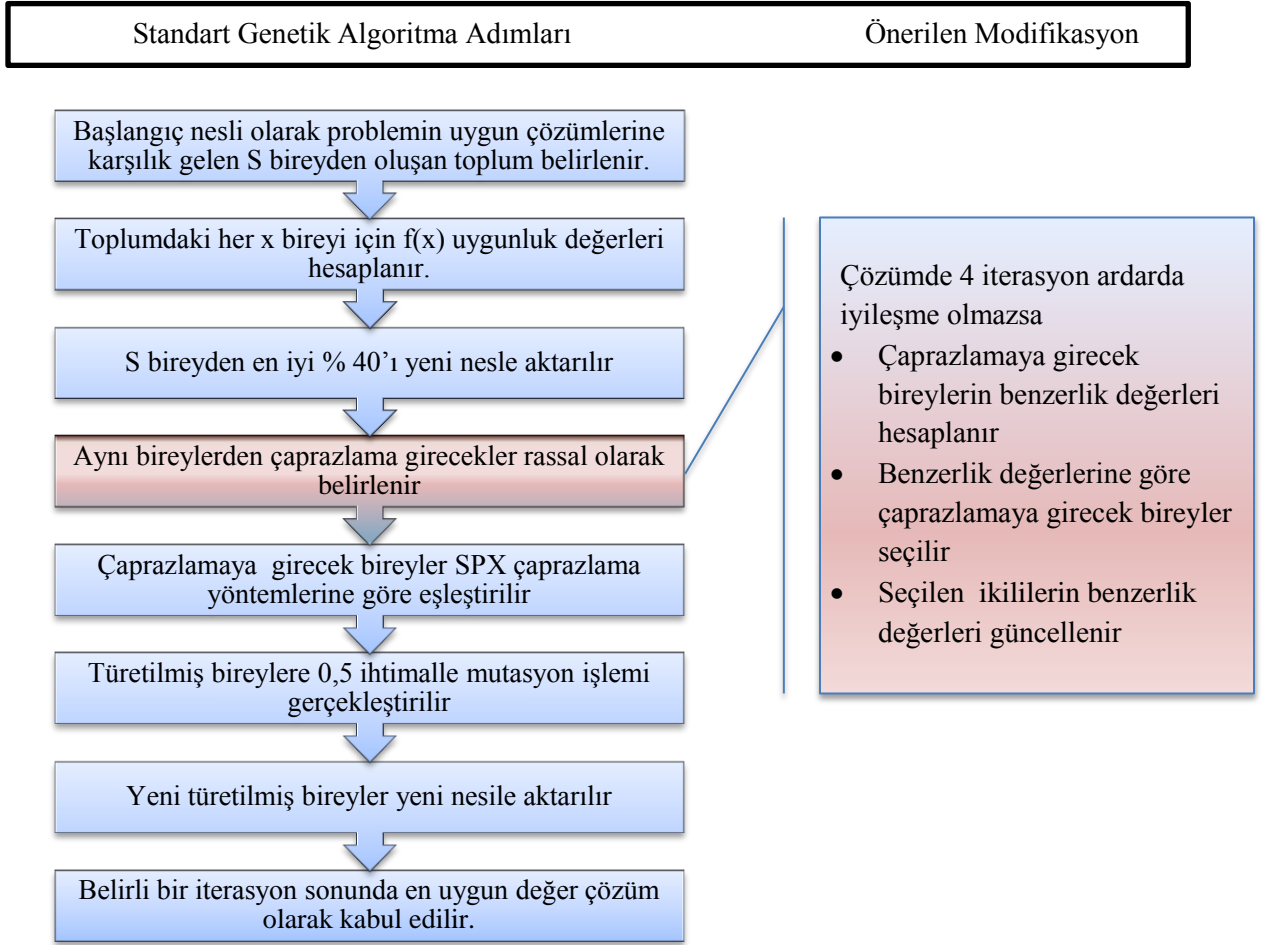 Standart Genetik Algoritma Adımları
Önerilen Modifikasyon
Başlangıç nesli olarak problemin uygun çözümlerine
karşılık gelen S bireyden oluşan toplum belirlenir.
Toplumdaki her x bireyi için f(x) uygunluk değerleri
hesaplanır.
S bireyden en iyi % 40’ı yeni nesle aktarılır
Aynı bireylerden çaprazlama girecekler rassal olarak
belirlenir
Çaprazlamaya girecek bireyler SPX çaprazlama
yöntemlerine göre eşleştirilir
Türetilmiş bireylere 0,5 ihtimalle mutasyon işlemi
gerçekleştirilir
Yeni türetilmiş bireyler yeni nesile aktarılır
Belirli bir iterasyon sonunda en uygun değer çözüm
olarak kabul edilir.
Çözümde 4 iterasyon ardarda
iyileşme olmazsa
• Çaprazlamaya girecek
bireylerin benzerlik değerleri
hesaplanır
• Benzerlik değerlerine göre
çaprazlamaya girecek bireyler
seçilir
• Seçilen ikililerin benzerlik
değerleri güncellenir